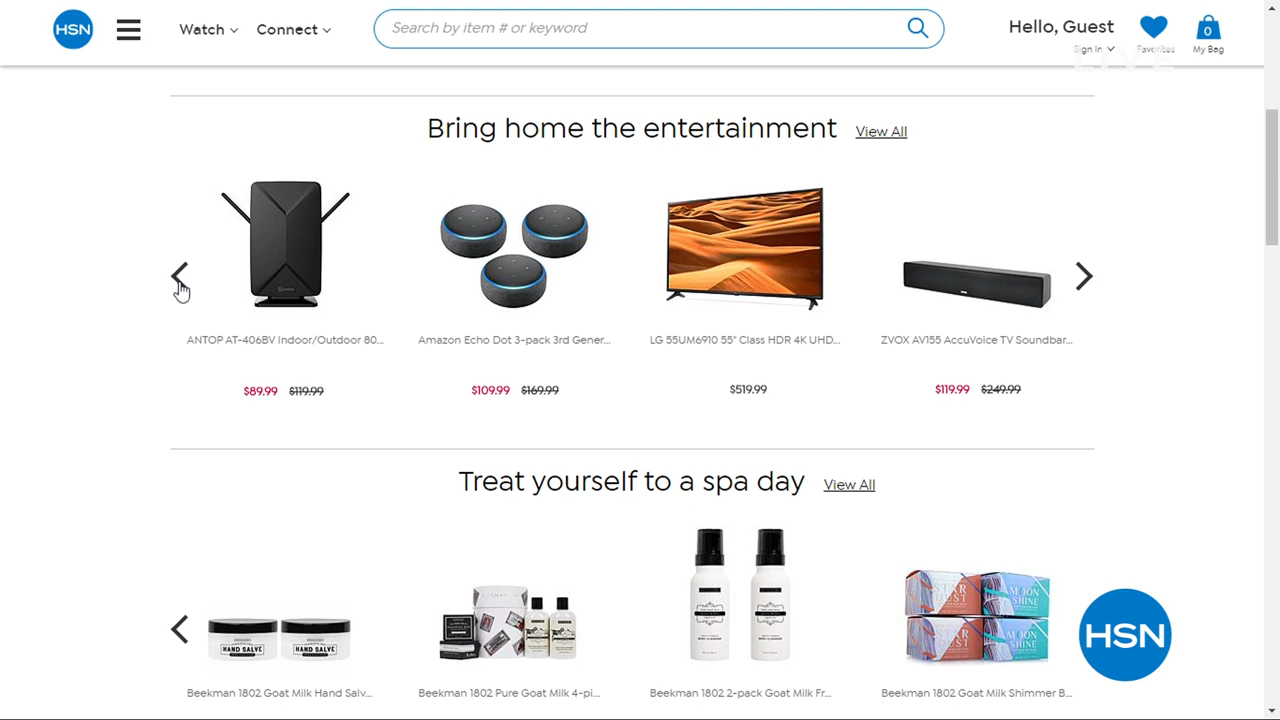 HSN
Watch
Connect
Search by item # or keyword
Hello, Guest
Sign In
Favorites
0
My Bag
LIVE
Bring home the entertainment
View All
ANTOP AT-406BV Indoor/Outdoor 80...
Amazon Echo Dot 3-pack 3rd Gener...
LG 55UM6910 55" Class HDR 4K UHD...
ZVOX AV155 AccuVoice TV Soundbar...
$89.99 $119.99
$109.99 $169.99
$519.99
$119.99 $249.99
Treat yourself to a spa day
View All
HAND SALVE
HAND SALVE
STAR
MOON
SHINE
MOON
SHINE
HSN
Beekman 1802 Goat Milk Hand Salv...
Beekman 1802 Pure Goat Milk 4-pi...
Beekman 1802 2-pack Goat Milk Fr...
Beekman 1802 Goat Milk Shimmer B...